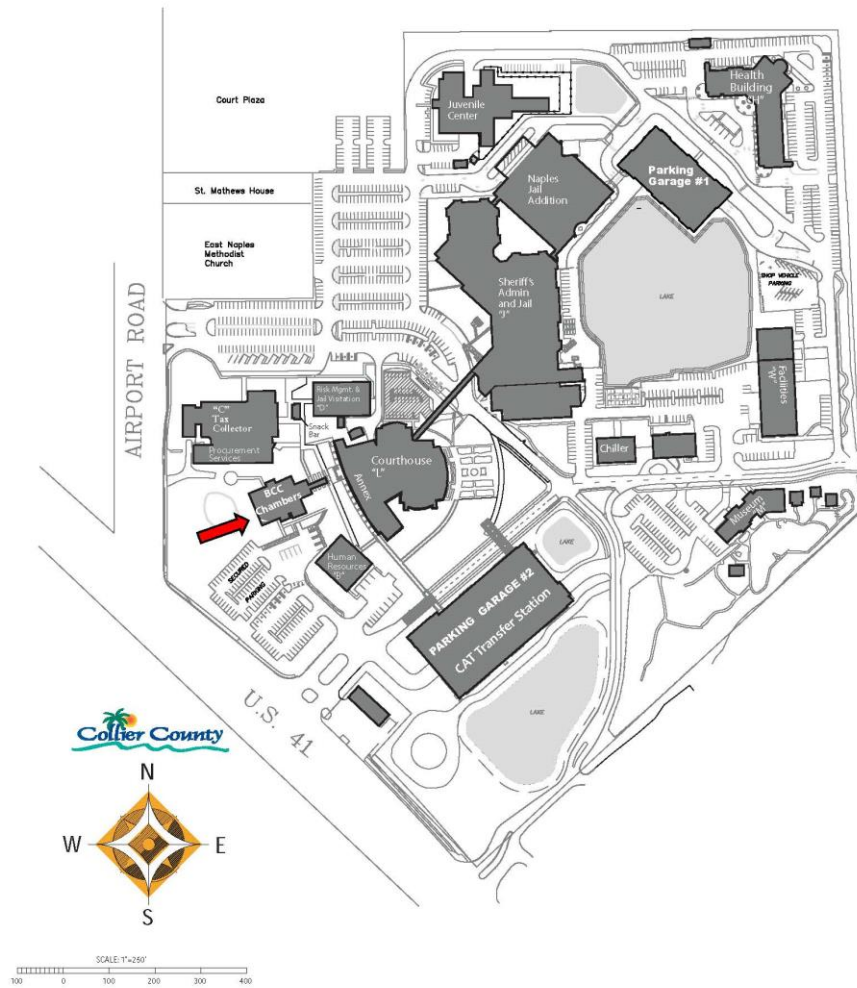 Court Plaza
Juvenile
Center
Health
Building
"H"
Parking
Garage #1
Naples
Jail
Addition
St. Mathews House
East Naples
Methodist
Church
Sheriff's
Admin and Jail
"J"
LAKE
SHOP VEHICLE
PARKING
Facilities
"W"
AIRPORT ROAD
Risk Mgmt. &
Jail Visitation
"D"
"C"
Tax
Collector
Procurement
Services
Snack
Bar
Courthouse
"L"
Annex
Chiller
BCC
Chambers
Museum
"M"
Human
Resources
"B"
SECURED
PARKING
LAKE
PARKING GARAGE #2
CAT Transfer Station
LAKE
U.S. 41
Collier County
N
W
E
S
SCALE: 1"=250'
100 0 100 200 300 400